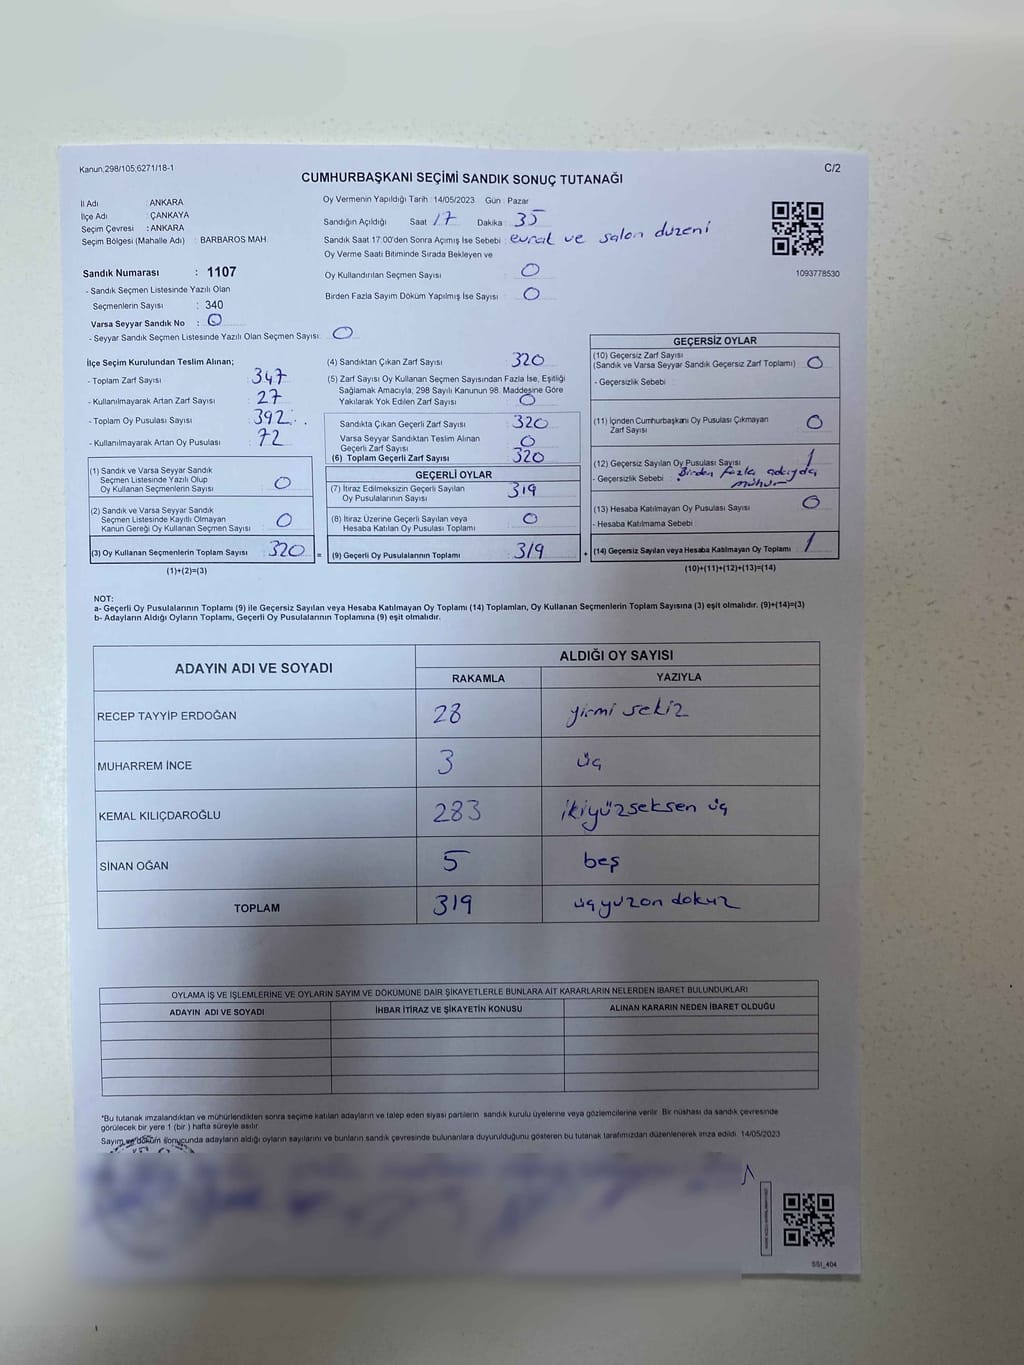 Kanun,298/105;6271/18-1
C/2
CUMHURBAŞKANI SEÇİMİ SANDIK SONUÇ TUTANAĞI
İl Adı : ANKARA
İlçe Adı : ÇANKAYA
Seçim Çevresi : ANKARA
Seçim Bölgesi (Mahalle Adı) : BARBAROS MAH.
Oy Vermenin Yapıldığı Tarih : 14/05/2023 Gün : Pazar
Sandığın Açıldığı Saat 17 Dakika : 35
Sandık Saat 17:00'den Sonra Açımış İse Sebebi : evrak ve salon düzeni
Oy Verme Saati Bitiminde Sırada Bekleyen ve
Oy Kullandırılan Seçmen Sayısı 0
Birden Fazla Sayım Döküm Yapılmış İse Sayısı : 0
1093778530
Sandık Numarası : 1107
- Sandık Seçmen Listesinde Yazılı Olan
Seçmenlerin Sayısı : 340
Varsa Seyyar Sandık No : 0
- Seyyar Sandık Seçmen Listesinde Yazılı Olan Seçmen Sayısı : 0
İlçe Seçim Kurulundan Teslim Alınan;
- Toplam Zarf Sayısı : 347
- Kullanılmayarak Artan Zarf Sayısı : 27
- Toplam Oy Pusulası Sayısı : 392
- Kullanılmayarak Artan Oy Pusulası : 72
(1) Sandık ve Varsa Seyyar Sandık
Seçmen Listesinde Yazılı Olup
Oy Kullanan Seçmenlerin Sayısı 0
(2) Sandık ve Varsa Seyyar Sandık
Seçmen Listesinde Kayıtlı Olmayan
Kanun Gereği Oy Kullanan Seçmen Sayısı 0
(3) Oy Kullanan Seçmenlerin Toplam Sayısı 320 =
(1)+(2)=(3)
(4) Sandıktan Çıkan Zarf Sayısı 320
(5) Zarf Sayısı Oy Kullanan Seçmen Sayısından Fazla İse, Eşitliği
Sağlamak Amacıyla, 298 Sayılı Kanunun 98. Maddesine Göre
Yakılarak Yok Edilen Zarf Sayısı 0
Sandıkta Çıkan Geçerli Zarf Sayısı 320
Varsa Seyyar Sandıktan Teslim Alınan
Geçerli Zarf Sayısı 0
(6) Toplam Geçerli Zarf Sayısı 320
GEÇERLİ OYLAR
(7) İtiraz Edilmeksizin Geçerli Sayılan
Oy Pusulalarının Sayısı 319
(8) İtiraz Üzerine Geçerli Sayılan veya
Hesaba Katılan Oy Pusulası Toplamı 0
(9) Geçerli Oy Pusulalarının Toplamı 319 +
GEÇERSİZ OYLAR
(10) Geçersiz Zarf Sayısı
(Sandık ve Varsa Seyyar Sandık Geçersiz Zarf Toplamı) 0
- Geçersizlik Sebebi :
(11) İçinden Cumhurbaşkanı Oy Pusulası Çıkmayan
Zarf Sayısı 0
(12) Geçersiz Sayılan Oy Pusulası Sayısı 1
- Geçersizlik Sebebi : Birden fazla adayda
mühür
(13) Hesaba Katılmayan Oy Pusulası Sayısı 0
- Hesaba Katılmama Sebebi :
(14) Geçersiz Sayılan veya Hesaba Katılmayan Oy Toplamı 1
(10)+(11)+(12)+(13)=(14)
NOT:
a- Geçerli Oy Pusulalarının Toplamı (9) ile Geçersiz Sayılan veya Hesaba Katılmayan Oy Toplamı (14) Toplamları, Oy Kullanan Seçmenlerin Toplam Sayısına (3) eşit olmalıdır. (9)+(14)=(3)
b- Adayların Aldığı Oyların Toplamı, Geçerli Oy Pusulalarının Toplamına (9) eşit olmalıdır.
ADAYIN ADI VE SOYADI ALDIĞI OY SAYISI
RAKAMLA YAZIYLA
RECEP TAYYİP ERDOĞAN 28 yirmi sekiz
MUHARREM İNCE 3 üç
KEMAL KILIÇDAROĞLU 283 ikiyüzseksen üç
SİNAN OĞAN 5 beş
TOPLAM 319 üçyüzon dokuz
OYLAMA İŞ VE İŞLEMLERİNE VE OYLARIN SAYIM VE DÖKÜMÜNE DAİR ŞİKAYETLERLE BUNLARA AİT KARARLARIN NELERDEN İBARET BULUNDUKLARI
ADAYIN ADI VE SOYADI İHBAR İTİRAZ VE ŞİKAYETİN KONUSU ALINAN KARARIN NEDEN İBARET OLDUĞU
*Bu tutanak imzalandıktan ve mühürlendikten sonra seçime katılan adayların ve talep eden siyasi partilerin sandık kurulu üyelerine veya gözlemcilerine verilir. Bir nüshası da sandık çevresinde
görülecek bir yere 1 (bir ) hafta süreyle asılır.
Sayım ve döküm sonucunda adayların aldığı oyların sayılarını ve bunların sandık çevresinde bulunanlara duyurulduğunu gösteren bu tutanak tarafımızdan düzenlenerek imza edildi. 14/05/2023
SSI_404